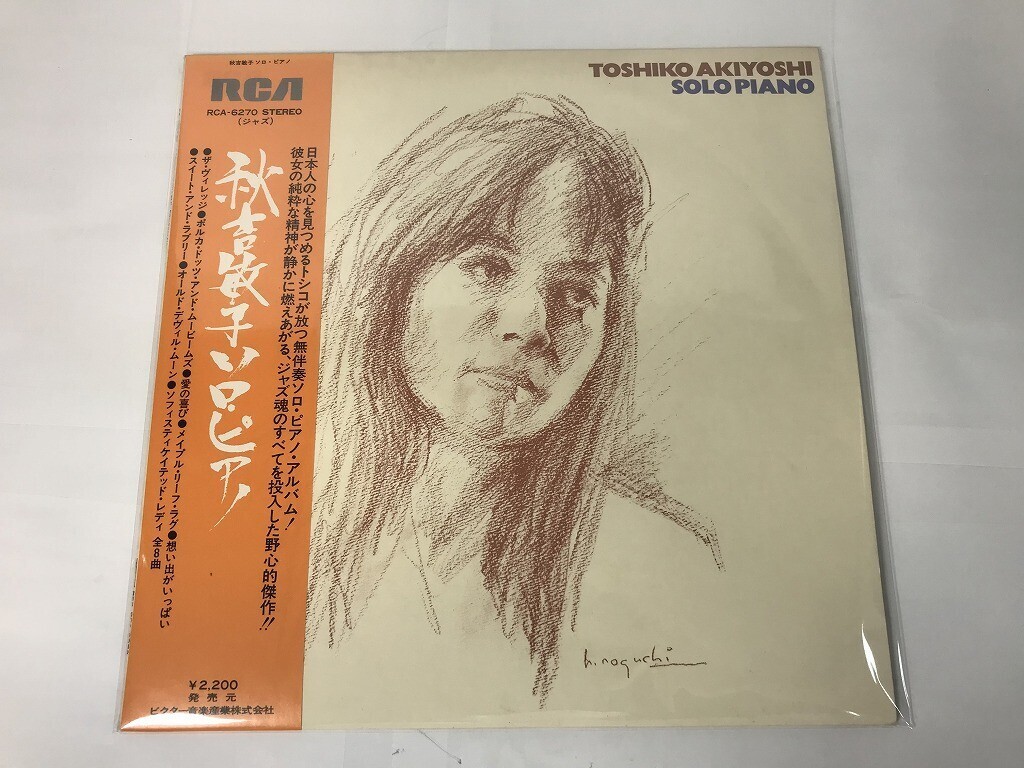 秋吉敏子 ソロ・ピアノ
RCA
RCA-6270 STEREO
(ジャズ)
秋吉敏子ソロ・ピアノ
日本人の心を見つめるトシコが放つ無伴奏ソロ・ピアノ・アルバム!
彼女の純粋な精神が静かに燃えあがる、ジャズ魂のすべてを投入した野心的傑作!!
●ザ・ヴィレッジ●ポルカ・ドッツ・アンド・ムービームズ●愛の喜び●メイプル・リーフ・ラグ●想い出がいっぱい
●スイート・アンド・ラブリー●オールド・デヴィル・ムーン●ソフィスティケイテッド・レディ 全8曲
¥2,200
発売元
ビクター音楽産業株式会社
TOSHIKO AKIYOSHI
SOLO PIANO
hiroguchi